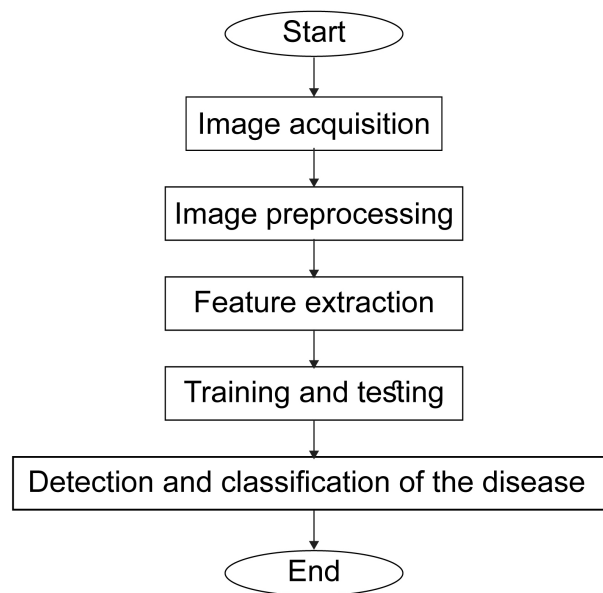 Start
Image acquisition
Image preprocessing
Feature extraction
Training and testing
Detection and classification of the disease
End